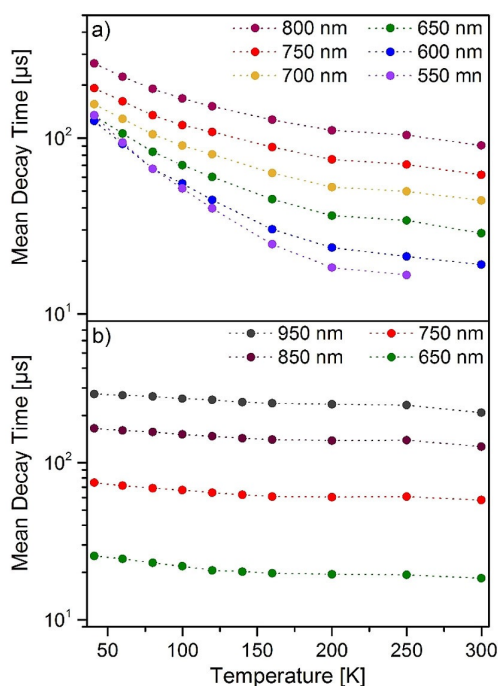 a)
800 nm 650 nm
750 nm 600 nm
700 nm 550 mn
Mean Decay Time [µs]
10²
10¹
b)
950 nm 750 nm
850 nm 650 nm
Mean Decay Time [µs]
10²
10¹
50 100 150 200 250 300
Temperature [K]